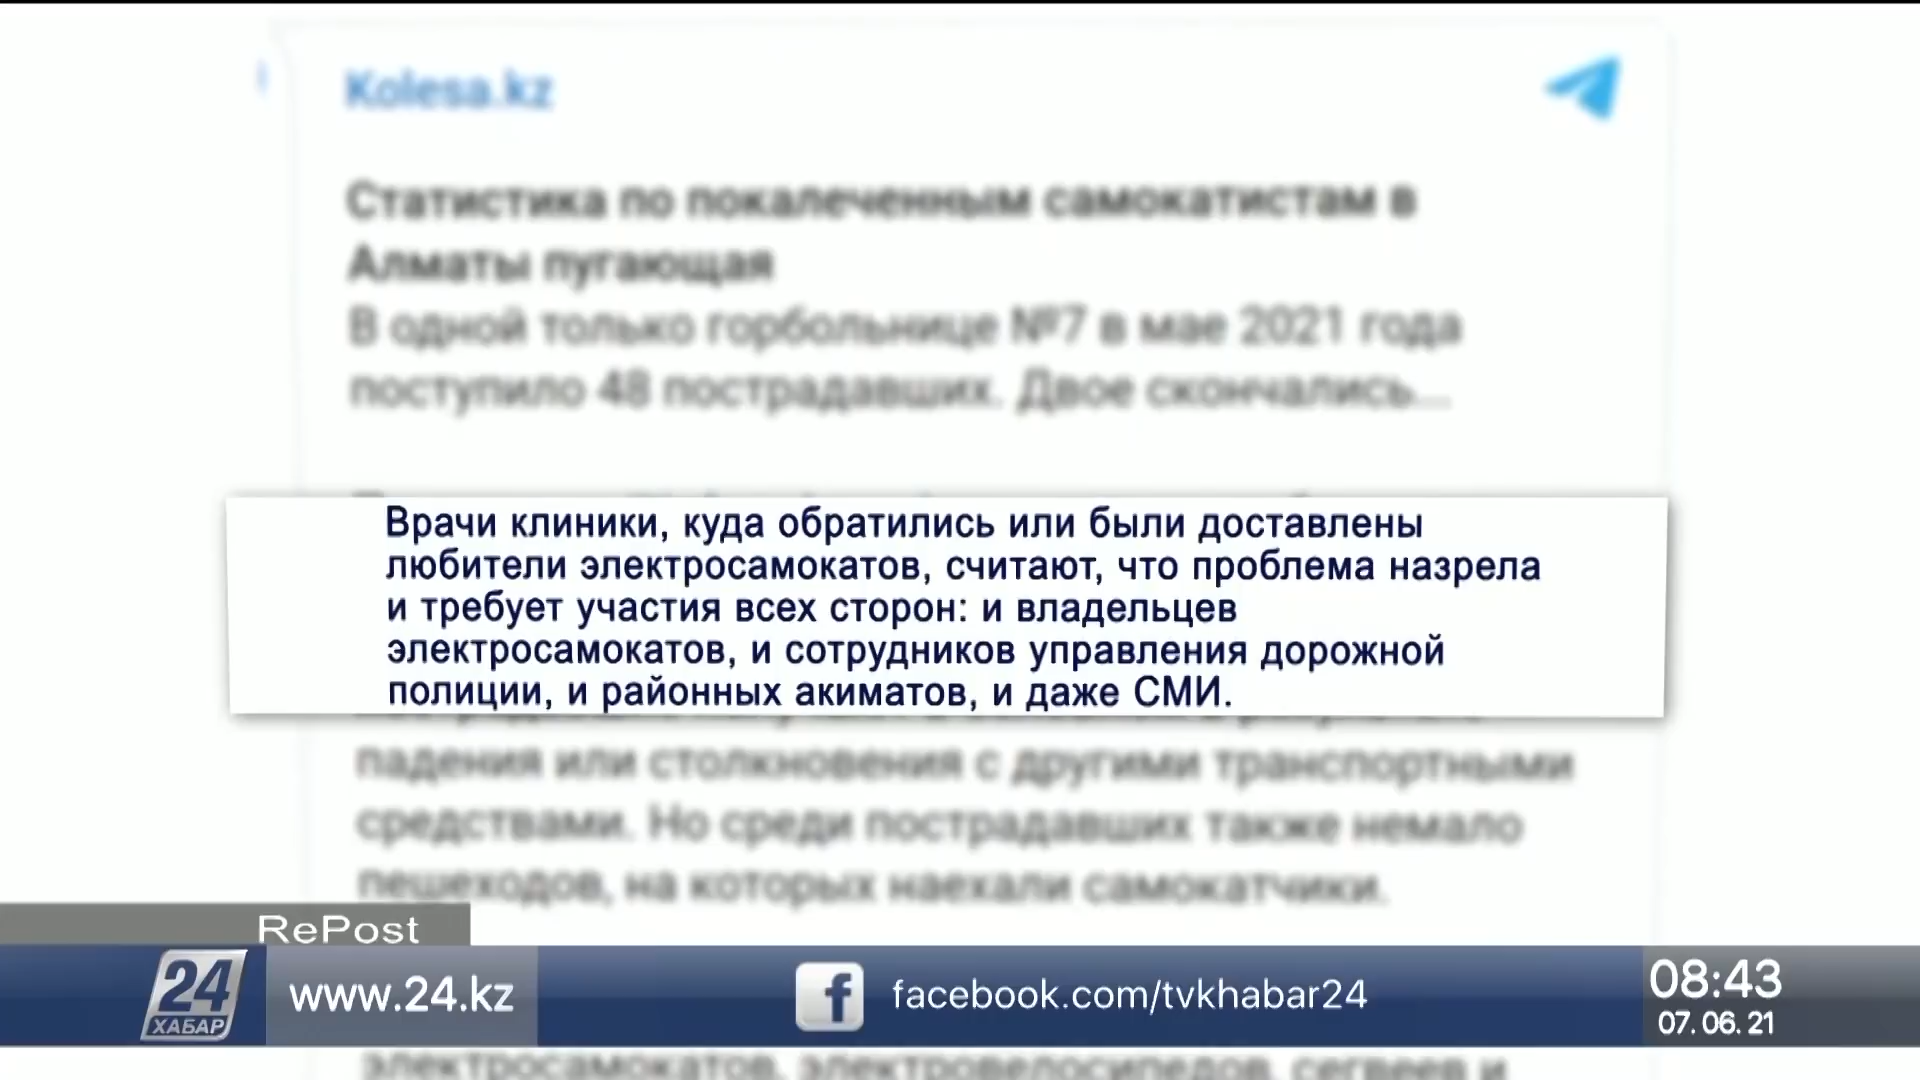 Kolesa.kz
Статистика по покалеченным самокатистам в
Алматы пугающая
В одной только горбольнице №7 в мае 2021 года
поступило 48 пострадавших. Двое скончались...
Врачи клиники, куда обратились или были доставлены
любители электросамокатов, считают, что проблема назрела
и требует участия всех сторон: и владельцев
электросамокатов, и сотрудников управления дорожной
полиции, и районных акиматов, и даже СМИ.
падения или столкновения с другими транспортными
средствами. Но среди пострадавших также немало
пешеходов, на которых наехали самокатчики.
RePost
24
ХАБАР
www.24.kz
facebook.com/tvkhabar24
08:43
07.06.21
электросамокатов, электровелосипедов, сегвеев и